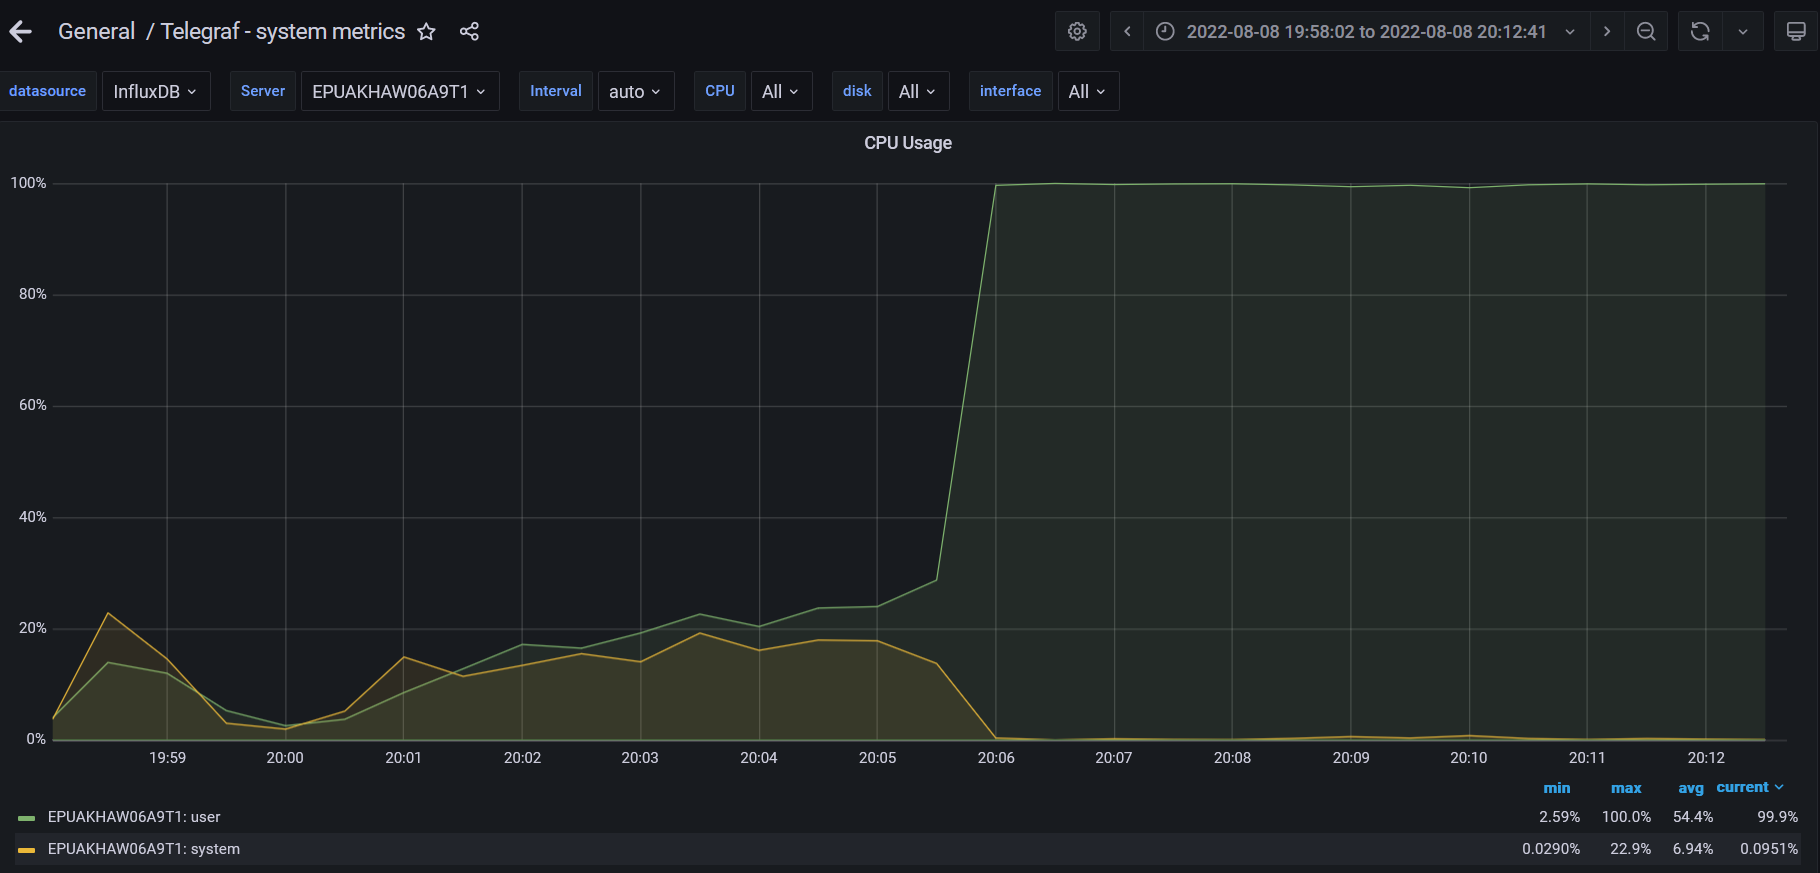 General / Telegraf - system metrics 2022-08-08 19:58:02 to 2022-08-08 20:12:41
datasource InfluxDB Server EPUAKHAW06A9T1 Interval auto CPU All disk All interface All
CPU Usage
100%
80%
60%
40%
20%
0%
19:59 20:00 20:01 20:02 20:03 20:04 20:05 20:06 20:07 20:08 20:09 20:10 20:11 20:12
min max avg current
EPUAKHAW06A9T1: user 2.59% 100.0% 54.4% 99.9%
EPUAKHAW06A9T1: system 0.0290% 22.9% 6.94% 0.0951%